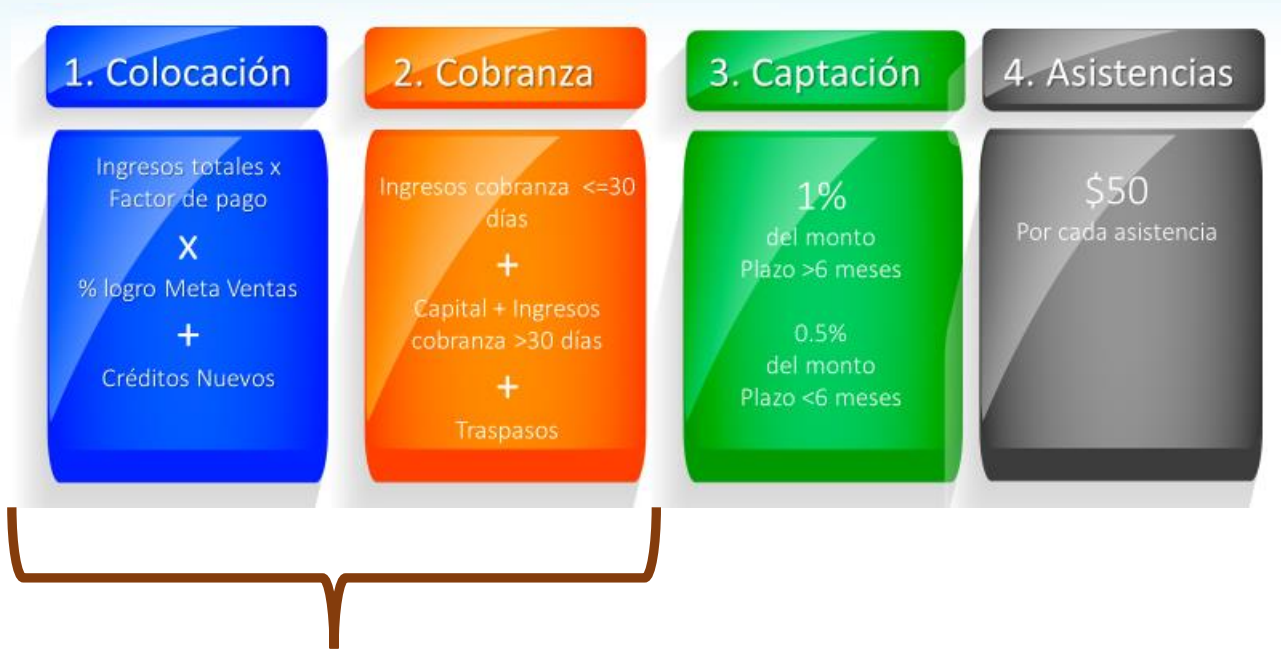 1. Colocación
Ingresos totales x
Factor de pago
X
% logro Meta Ventas
+
Créditos Nuevos
2. Cobranza
Ingresos cobranza <=30
días
+
Capital + Ingresos
cobranza >30 días
+
Traspasos
3. Captación
1%
del monto
Plazo >6 meses
0.5%
del monto
Plazo <6 meses
4. Asistencias
$50
Por cada asistencia